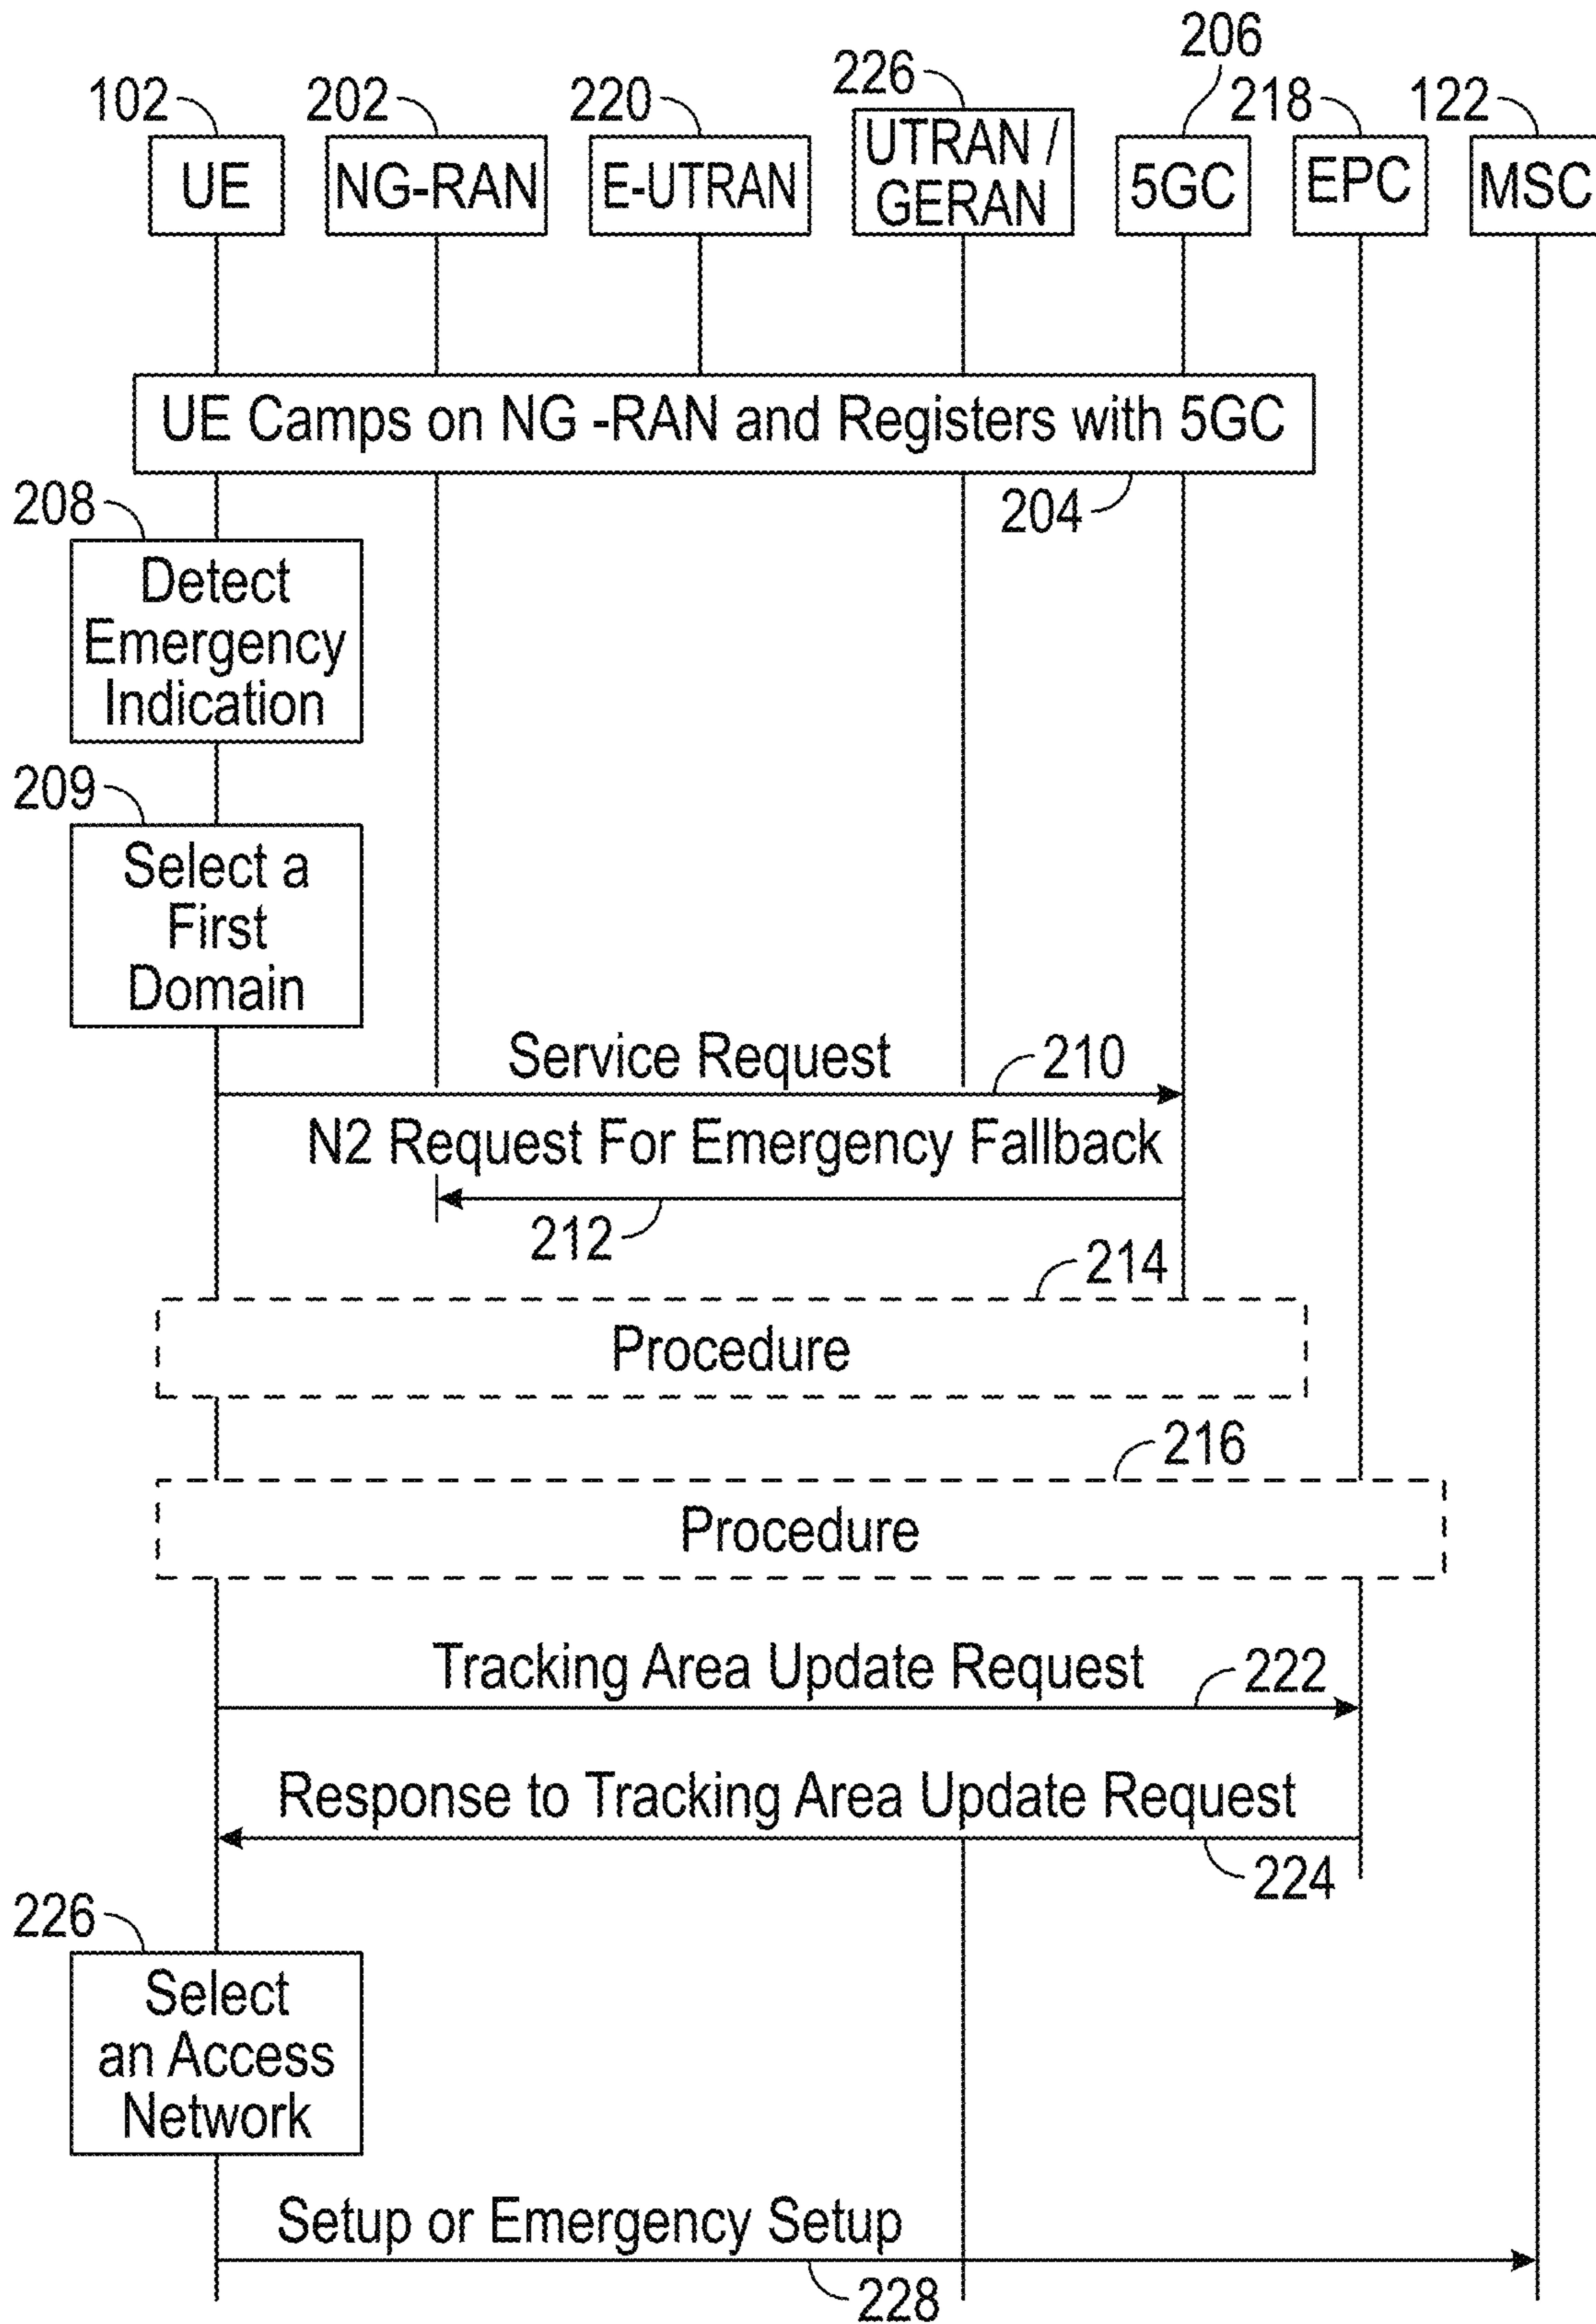 206
102 202 220 226 218 122
UE NG-RAN E-UTRAN UTRAN / 5GC EPC MSC
GERAN
UE Camps on NG -RAN and Registers with 5GC
204
208
Detect
Emergency
Indication
209
Select a
First
Domain
Service Request 210
N2 Request For Emergency Fallback
212
214
Procedure
216
Procedure
Tracking Area Update Request 222
Response to Tracking Area Update Request
224
226
Select
an Access
Network
Setup or Emergency Setup
228